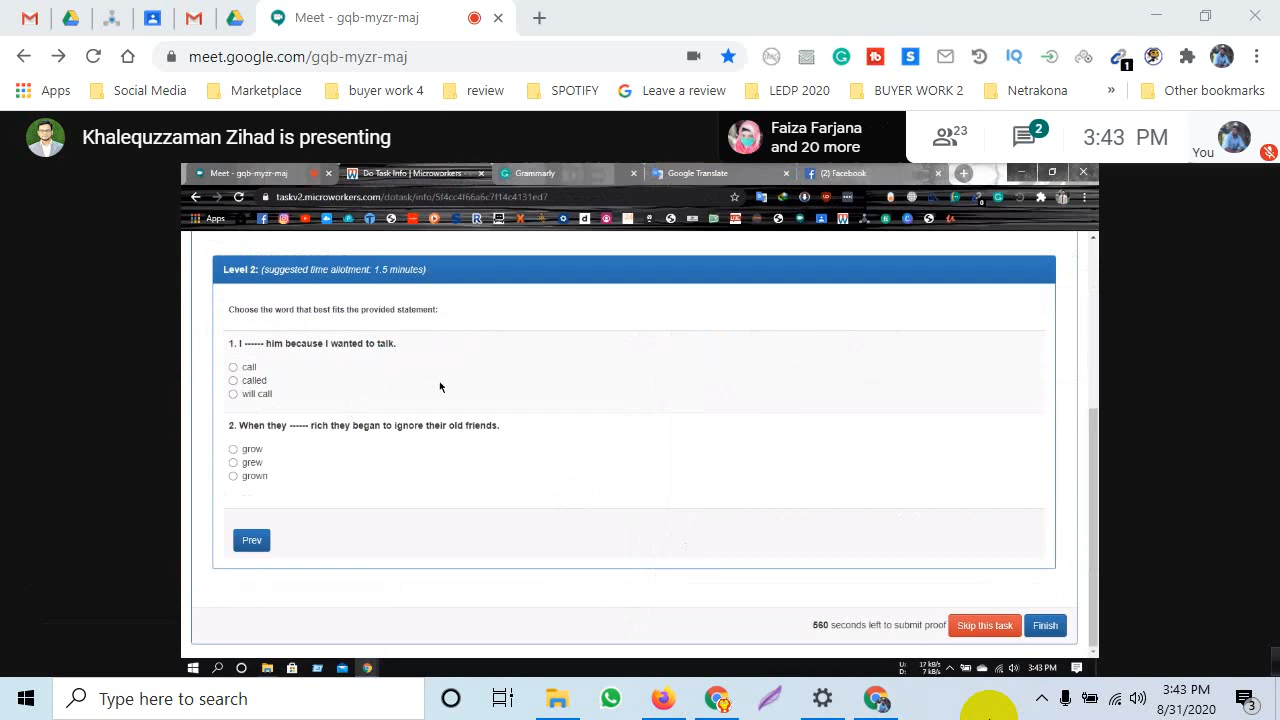 Meet - gqb-myzr-maj
meet.google.com/gqb-myzr-maj
1
Apps Social Media Marketplace buyer work 4 review SPOTIFY Leave a review LEDP 2020 BUYER WORK 2 Netrakona » Other bookmarks
Khalequzzaman Zihad is presenting
Faiza Farjana
and 20 more
23
2
3:43 PM
You
Meet - gqb-myzr-maj Do Task Info | Microworkers - Grammarly Google Translate (2) Facebook
taskv2.microworkers.com/dotask/info/5f4cc4f66a6c7f14c4131ed7
Apps
Level 2: (suggested time allotment: 1.5 minutes)
Choose the word that best fits the provided statement:
1. I ------ him because I wanted to talk.
call
called
will call
2. When they ------ rich they began to ignore their old friends.
grow
grew
grown
Prev
560 seconds left to submit proof Skip this task Finish
U: 17 kB/s
D: 7 kB/s
3:43 PM
Type here to search
3:43 PM
8/31/2020
3